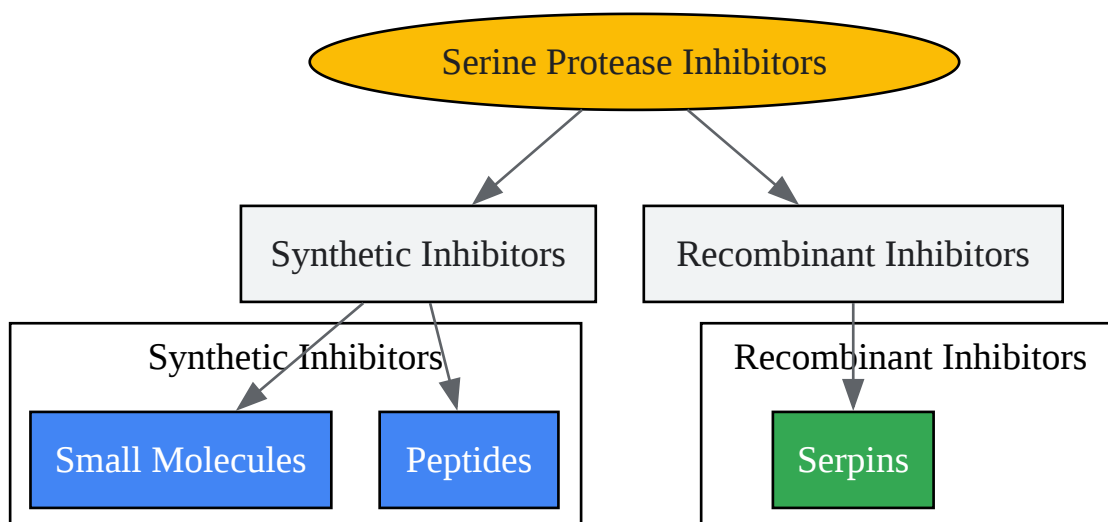 Serine Protease Inhibitors
Synthetic Inhibitors
Recombinant Inhibitors
Synthetic Inhibitors
Recombinant Inhibitors
Small Molecules
Peptides
Serpins